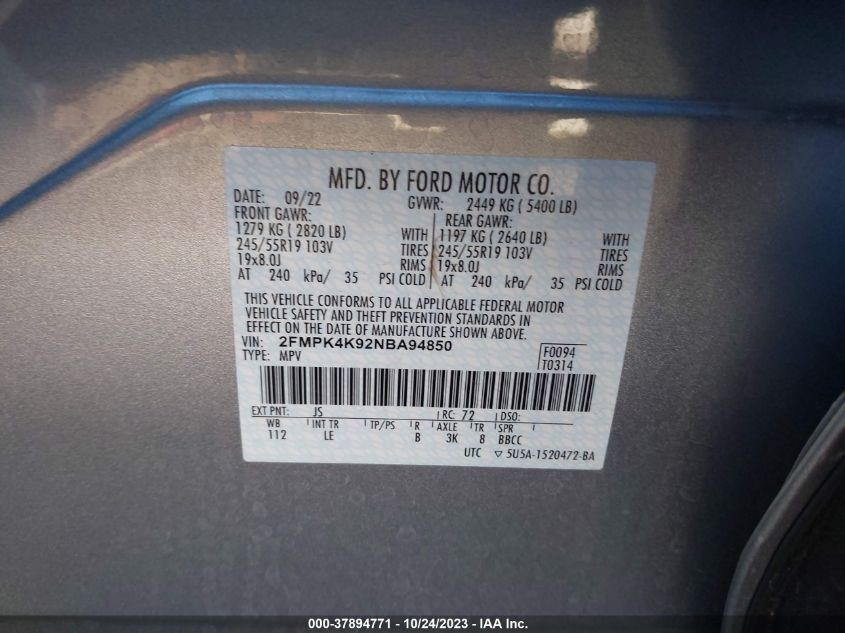 MFD. BY FORD MOTOR CO.
DATE: 09/22 GVWR: 2449 KG ( 5400 LB)
FRONT GAWR: REAR GAWR:
1279 KG ( 2820 LB) WITH 1197 KG ( 2640 LB) WITH
245/55R19 103V TIRES 245/55R19 103V TIRES
19x8.0J RIMS 19x8.0J RIMS
AT 240 kPa/ 35 PSI COLD AT 240 kPa/ 35 PSI COLD
THIS VEHICLE CONFORMS TO ALL APPLICABLE FEDERAL MOTOR
VEHICLE SAFETY AND THEFT PREVENTION STANDARDS IN
EFFECT ON THE DATE OF MANUFACTURE SHOWN ABOVE.
VIN: 2FMPK4K92NBA94850
TYPE: MPV
F0094
T0314
EXT PNT: JS RC: 72 DSO:
WB INT TR TP/PS R AXLE TR SPR
112 LE B 3K 8 BBCC
UTC ▽ 5U5A-1520472-BA
000-37894771 - 10/24/2023 - IAA Inc.